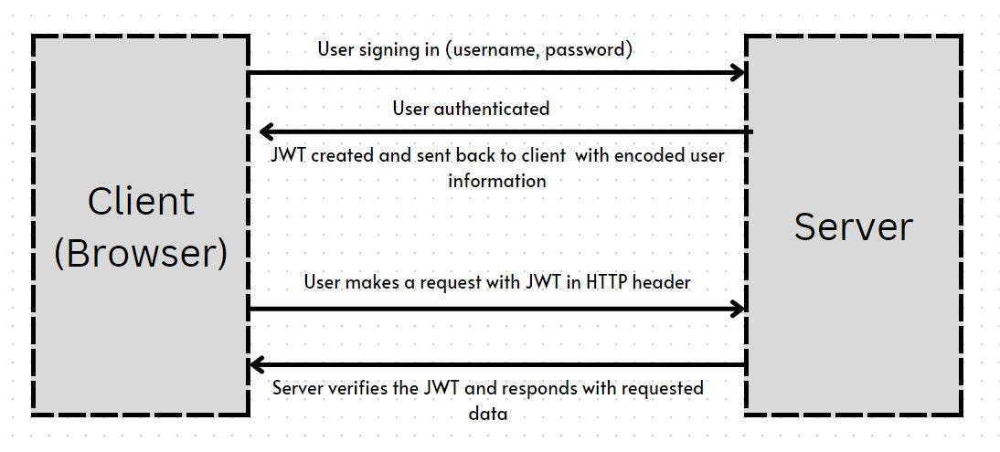 User signing in (username, password)
User authenticated
JWT created and sent back to client with encoded user
information
Client
(Browser)
Server
User makes a request with JWT in HTTP header
Server verifies the JWT and responds with requested
data